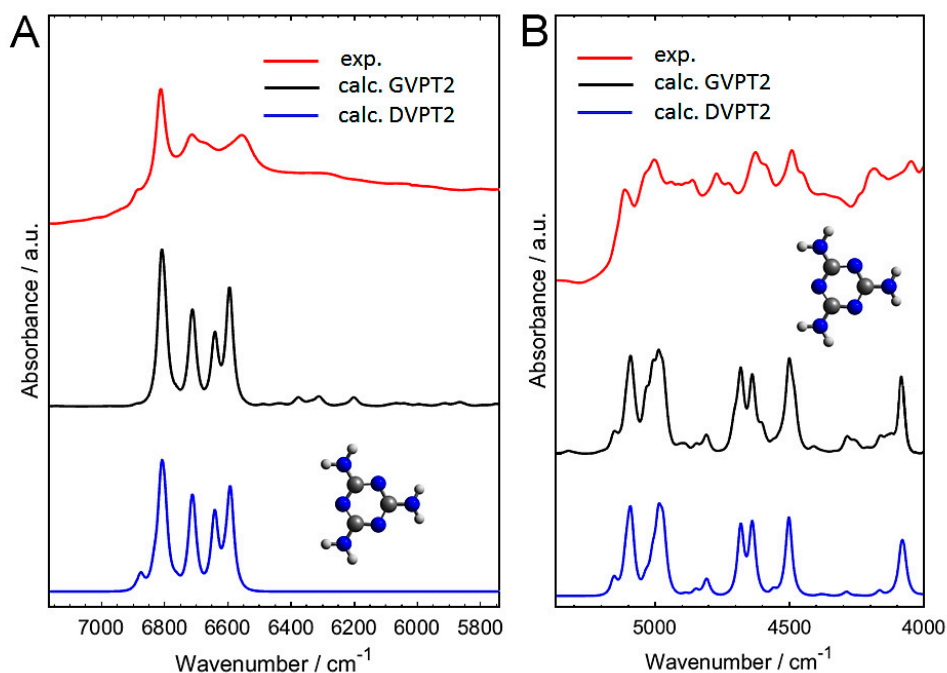 A
exp.
calc. GVPT2
calc. DVPT2
Absorbance / a.u.
7000 6800 6600 6400 6200 6000 5800
Wavenumber / cm⁻¹
B
exp.
calc. GVPT2
calc. DVPT2
Absorbance / a.u.
5000 4500 4000
Wavenumber / cm⁻¹